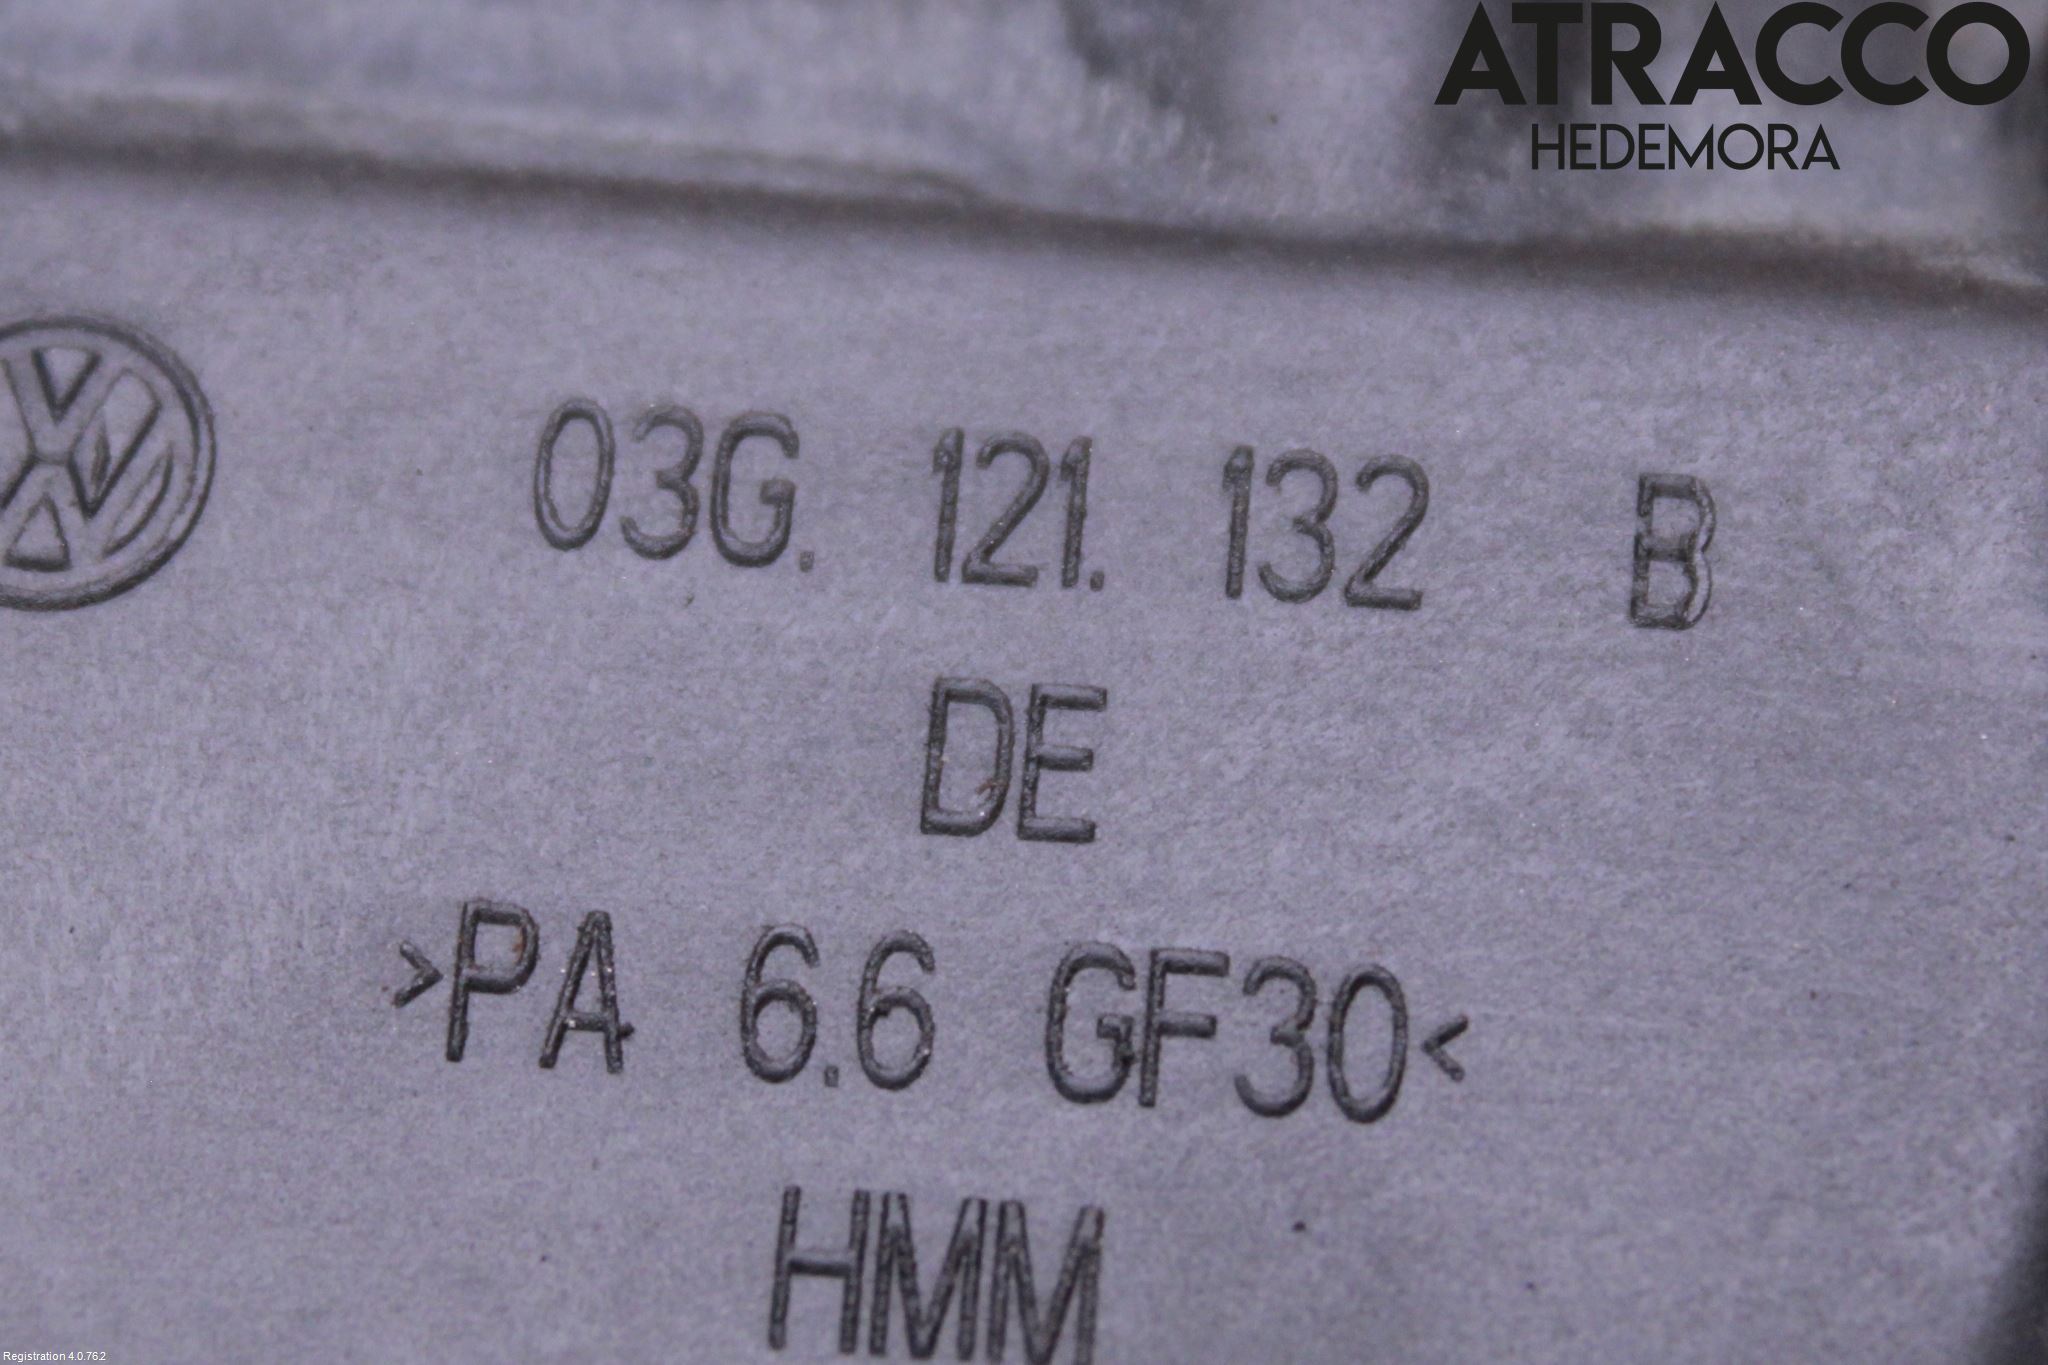 ATRACCO
HEDEMORA
03G. 121. 132 B
DE
>PA 6.6 GF30<
HMM
Registration 4.0.762